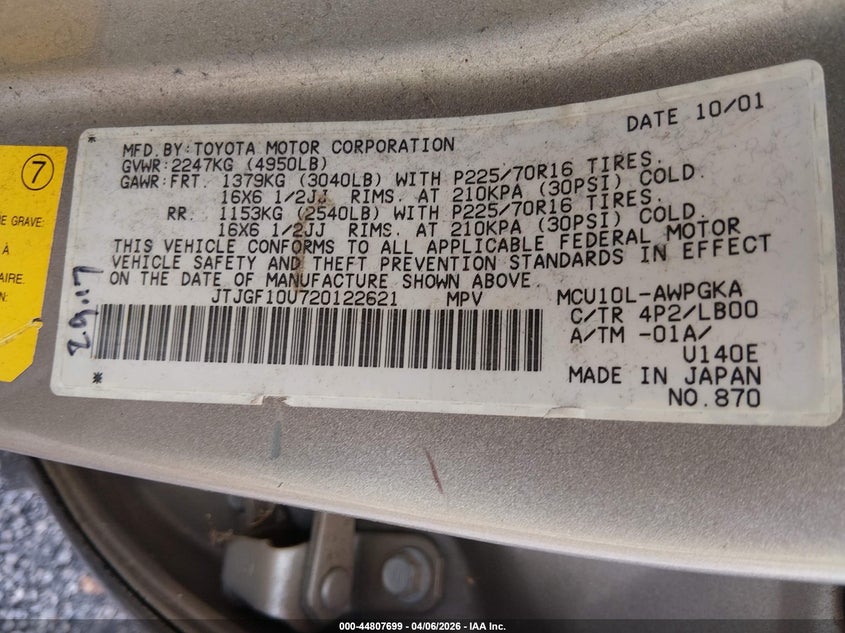 DATE 10/01
MFD.BY:TOYOTA MOTOR CORPORATION
GVWR:2247KG (4950LB)
GAWR:FRT. 1379KG (3040LB) WITH P225/70R16 TIRES.
16X6 1/2JJ RIMS. AT 210KPA (30PSI) COLD.
RR. 1153KG (2540LB) WITH P225/70R16 TIRES.
16X6 1/2JJ RIMS. AT 210KPA (30PSI) COLD.
THIS VEHICLE CONFORMS TO ALL APPLICABLE FEDERAL MOTOR
VEHICLE SAFETY AND THEFT PREVENTION STANDARDS IN EFFECT
ON THE DATE OF MANUFACTURE SHOWN ABOVE.
JTJGF10U720122621 MPV MCU10L-AWPGKA
C/TR 4P2/LB00
A/TM -01A/
U140E
MADE IN JAPAN
NO.870
7
E GRAVE:
À
AIRE.
N:
29.17
000-44807699 - 04/06/2026 - IAA Inc.